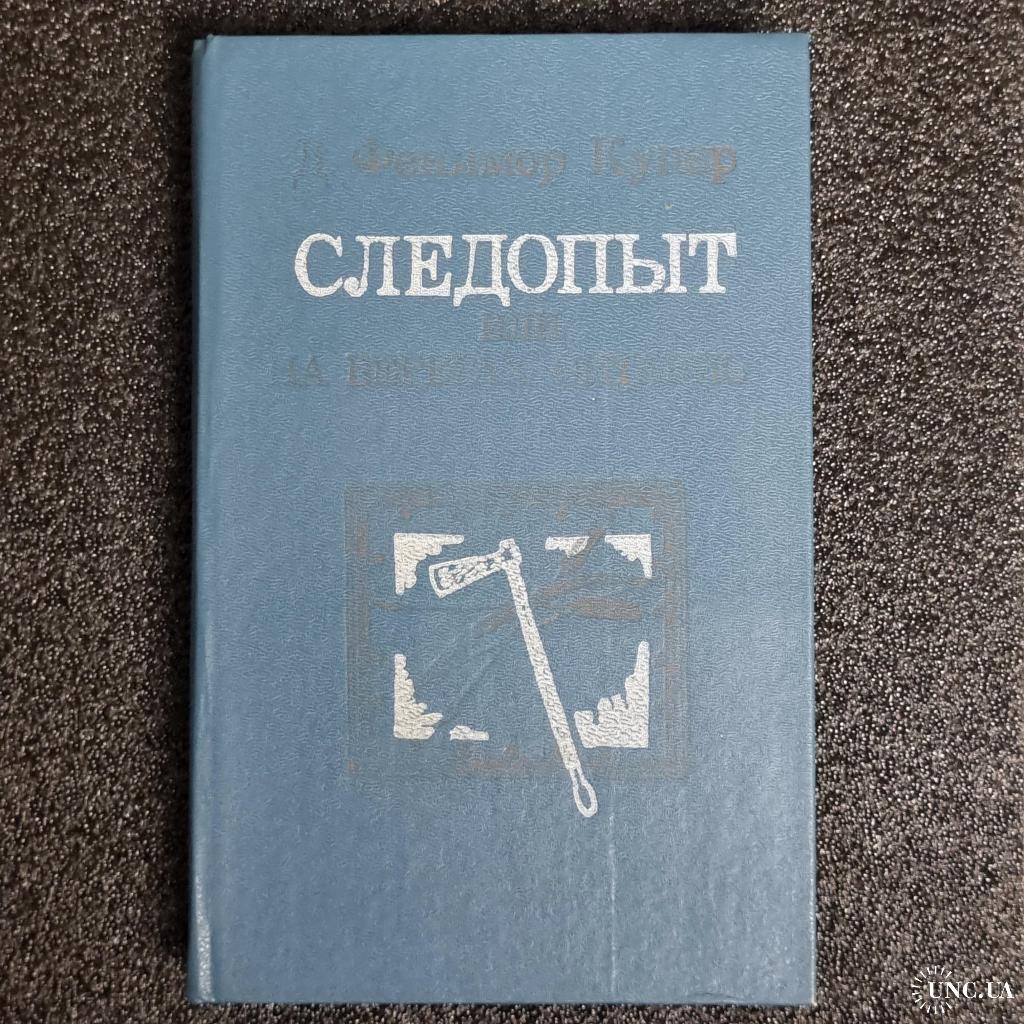 Д. Фенимор Купер
СЛЕДОПЫТ
ИЛИ
НА БЕРЕГАХ ОНТАРИО
UNC.UA